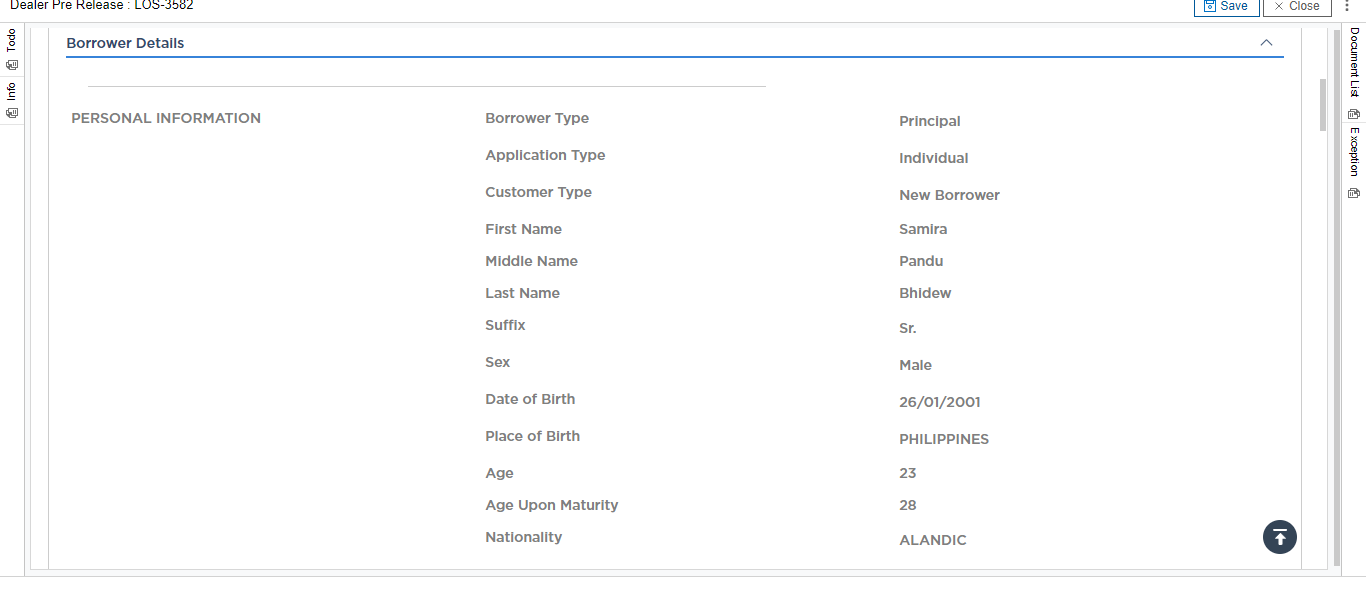 Dealer Pre Release : LOS-3582
Save
Close
Todo
Info
Document List
Exception
Borrower Details
PERSONAL INFORMATION
Borrower Type Principal
Application Type Individual
Customer Type New Borrower
First Name Samira
Middle Name Pandu
Last Name Bhidew
Suffix Sr.
Sex Male
Date of Birth 26/01/2001
Place of Birth PHILIPPINES
Age 23
Age Upon Maturity 28
Nationality ALANDIC